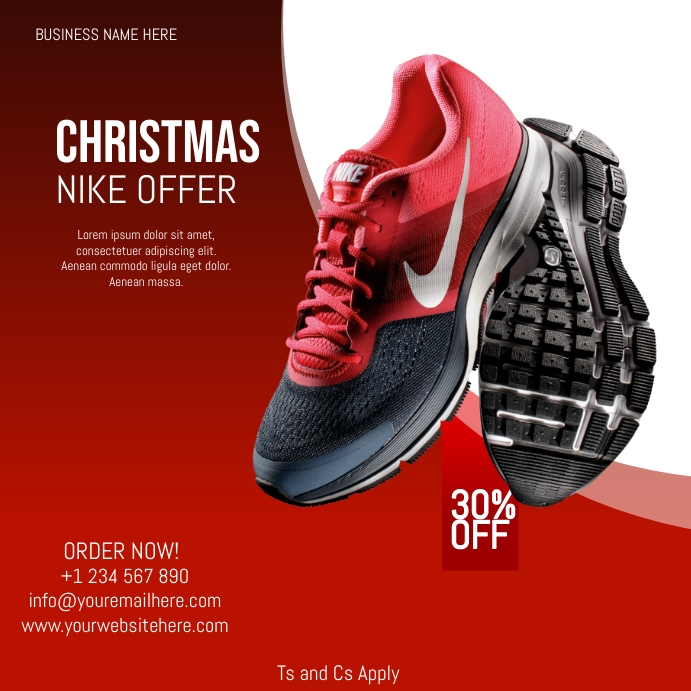 BUSINESS NAME HERE
CHRISTMAS
NIKE OFFER
Lorem ipsum dolor sit amet,
consectetuer adipiscing elit.
Aenean commodo ligula eget dolor.
Aenean massa.
NIKE
30%
OFF
ORDER NOW!
+1 234 567 890
info@youremailhere.com
www.yourwebsitehere.com
Ts and Cs Apply